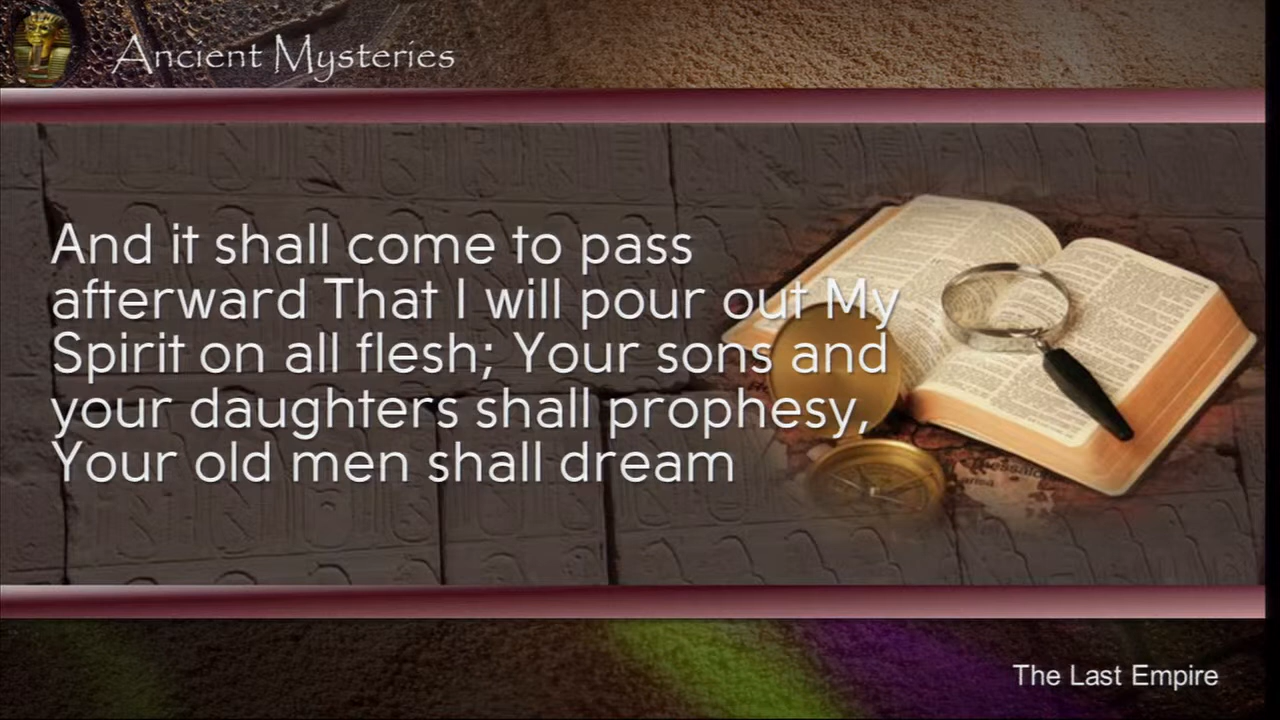 Ancient Mysteries
And it shall come to pass
afterward That I will pour out My
Spirit on all flesh; Your sons and
your daughters shall prophesy,
Your old men shall dream
The Last Empire